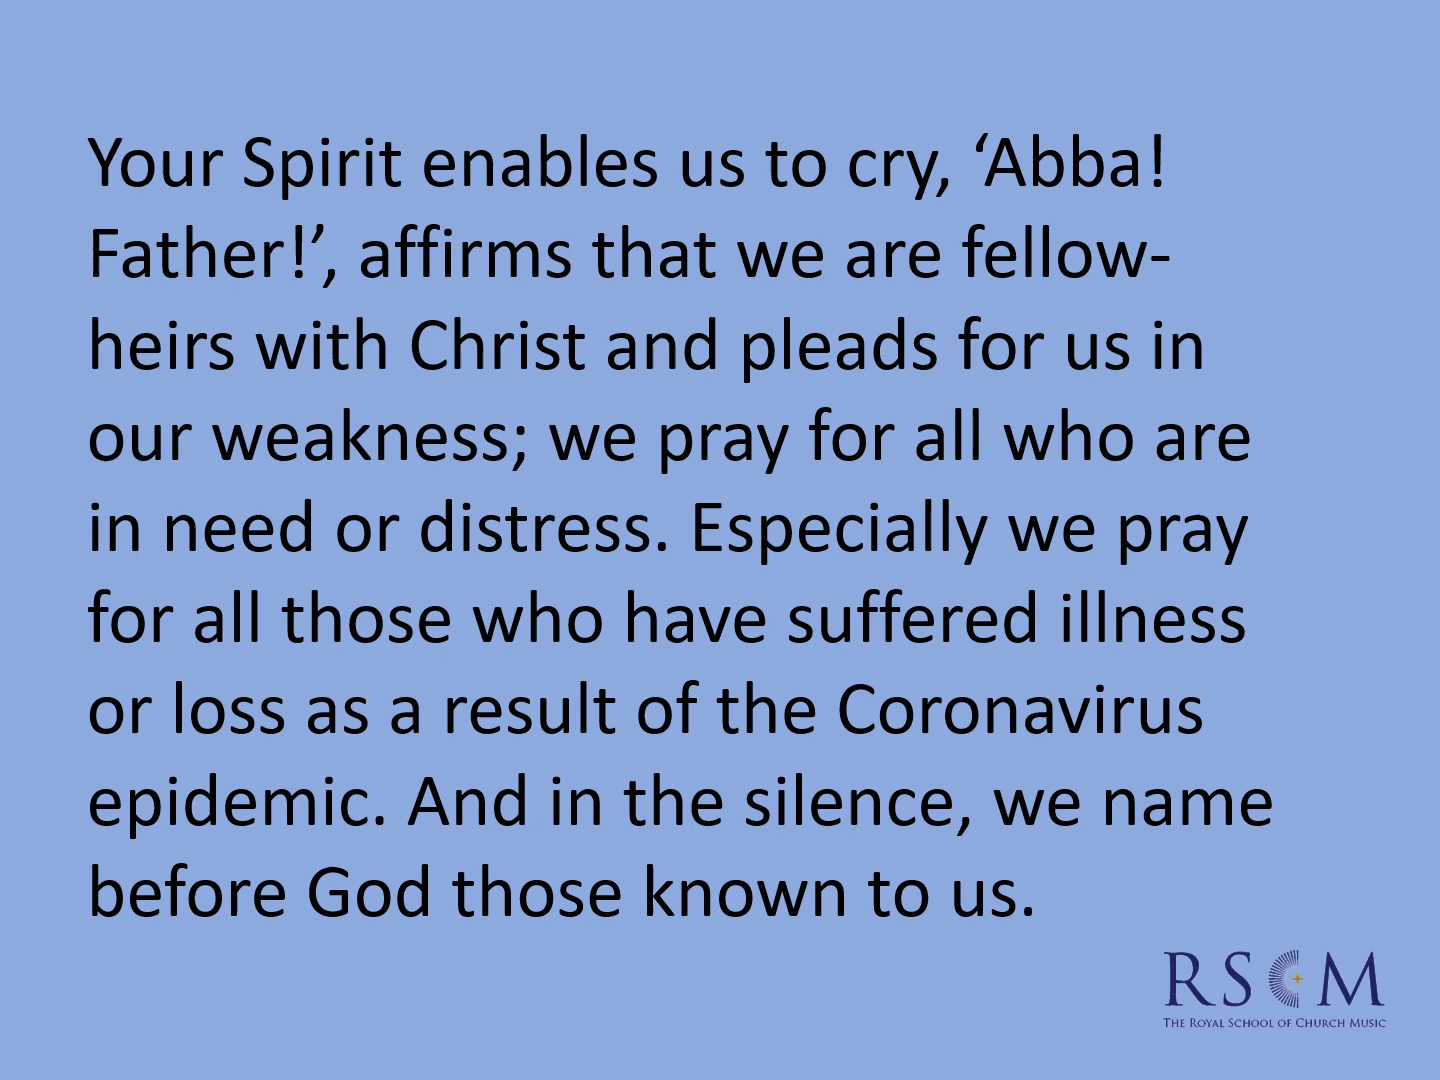 Your Spirit enables us to cry, ‘Abba!
Father!’, affirms that we are fellow-
heirs with Christ and pleads for us in
our weakness; we pray for all who are
in need or distress. Especially we pray
for all those who have suffered illness
or loss as a result of the Coronavirus
epidemic. And in the silence, we name
before God those known to us.
RSCM
THE ROYAL SCHOOL OF CHURCH MUSIC